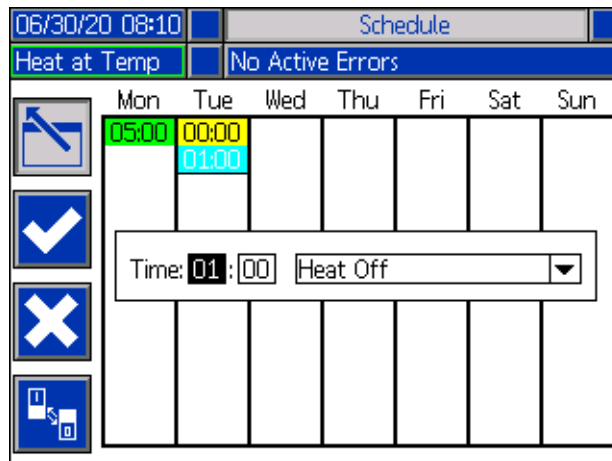 06/30/20 08:10 Schedule
Heat at Temp No Active Errors
Mon Tue Wed Thu Fri Sat Sun
05:00 00:00
01:00
Time: 01 : 00 Heat Off